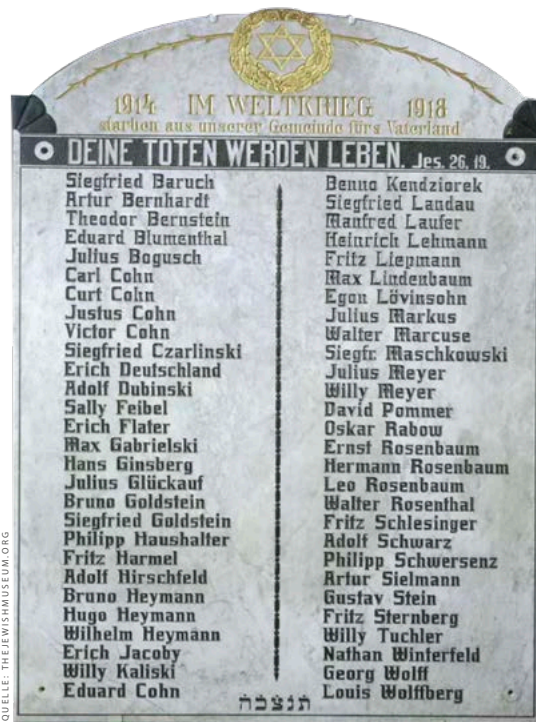 1914 IM WELTKRIEG 1918
starben aus unserer Gemeinde fürs Vaterland
DEINE TOTEN WERDEN LEBEN. Jes. 26, 19.
Siegfried Baruch
Artur Bernhardt
Theodor Bernstein
Eduard Blumenthal
Julius Bogusch
Carl Cohn
Curt Cohn
Justus Cohn
Victor Cohn
Siegfried Czarlinski
Erich Deutschland
Adolf Dubinski
Sally Feibel
Erich Flater
Max Gabrielski
Hans Ginsberg
Julius Glückauf
Bruno Goldstein
Siegfried Goldstein
Philipp Haushalter
Fritz Harmel
Adolf Hirschfeld
Bruno Heymann
Hugo Heymann
Wilhelm Heymann
Erich Jacoby
Willy Kaliski
Eduard Cohn
Benno Kendziorek
Siegfried Landau
Manfred Laufer
Heinrich Lehmann
Fritz Liepmann
Max Lindenbaum
Egon Lövinsohn
Julius Markus
Walter Marcuse
Siegfr. Maschkowski
Julius Meyer
Willy Meyer
David Pommer
Oskar Rabow
Ernst Rosenbaum
Hermann Rosenbaum
Leo Rosenbaum
Walter Rosenthal
Fritz Schlesinger
Adolf Schwarz
Philipp Schwersenz
Artur Sielmann
Gustav Stein
Fritz Sternberg
Willy Tuchler
Nathan Winterfeld
Georg Wolff
Louis Wolffberg
תנצבה
QUELLE: THEJEWISHMUSEUM.ORG